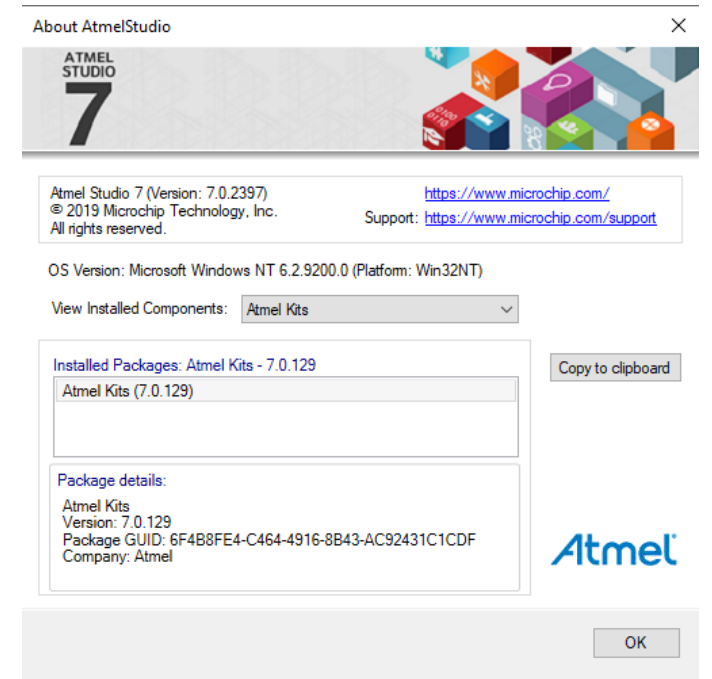 About AtmelStudio
ATMEL
STUDIO
7
0100
0110
Atmel Studio 7 (Version: 7.0.2397)
© 2019 Microchip Technology, Inc.
All rights reserved.
https://www.microchip.com/
Support: https://www.microchip.com/support
OS Version: Microsoft Windows NT 6.2.9200.0 (Platform: Win32NT)
View Installed Components: Atmel Kits
Installed Packages: Atmel Kits - 7.0.129
Copy to clipboard
Atmel Kits (7.0.129)
Package details:
Atmel Kits
Version: 7.0.129
Package GUID: 6F4B8FE4-C464-4916-8B43-AC92431C1CDF
Company: Atmel
Atmel
OK